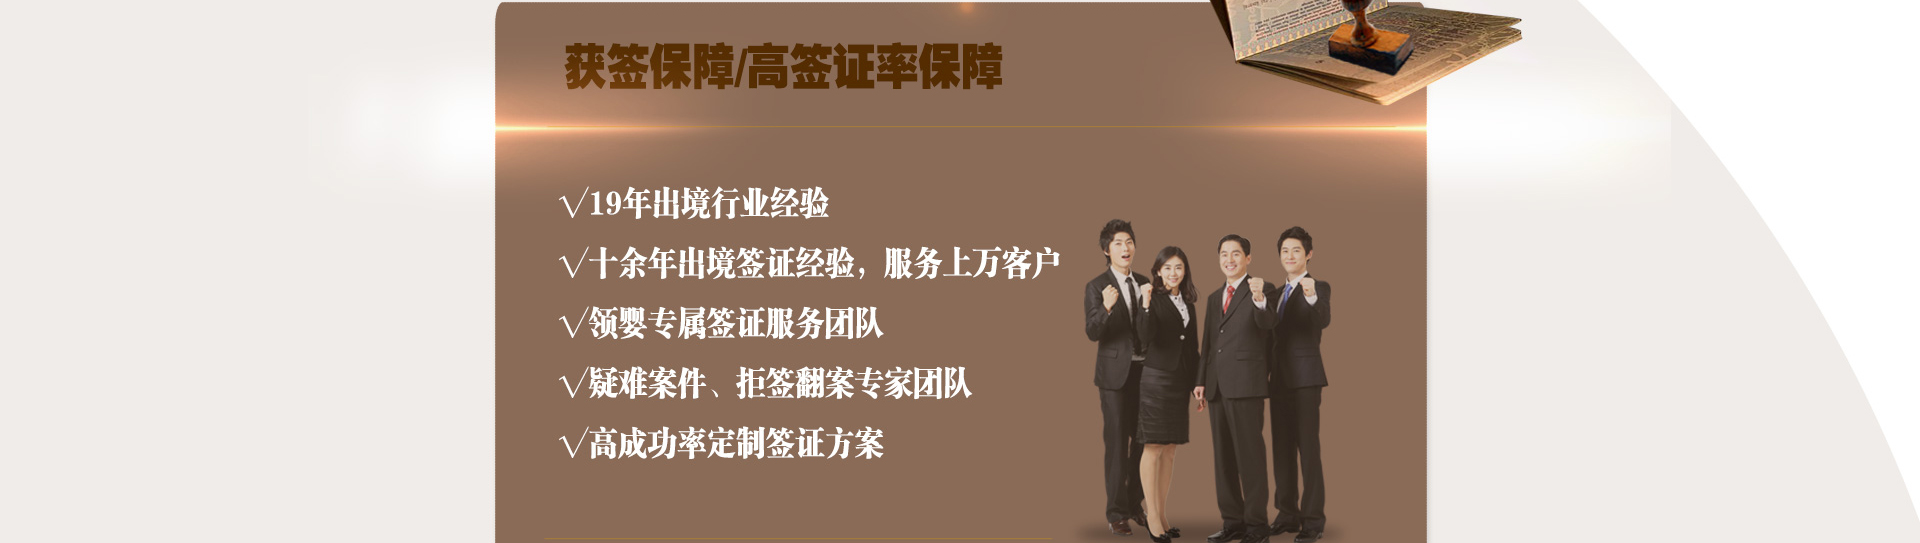 获签保障/高签证率保障
√19年出境行业经验
√十余年出境签证经验，服务上万客户
√领婴专属签证服务团队
√疑难案件、拒签翻案专家团队
√高成功率定制签证方案